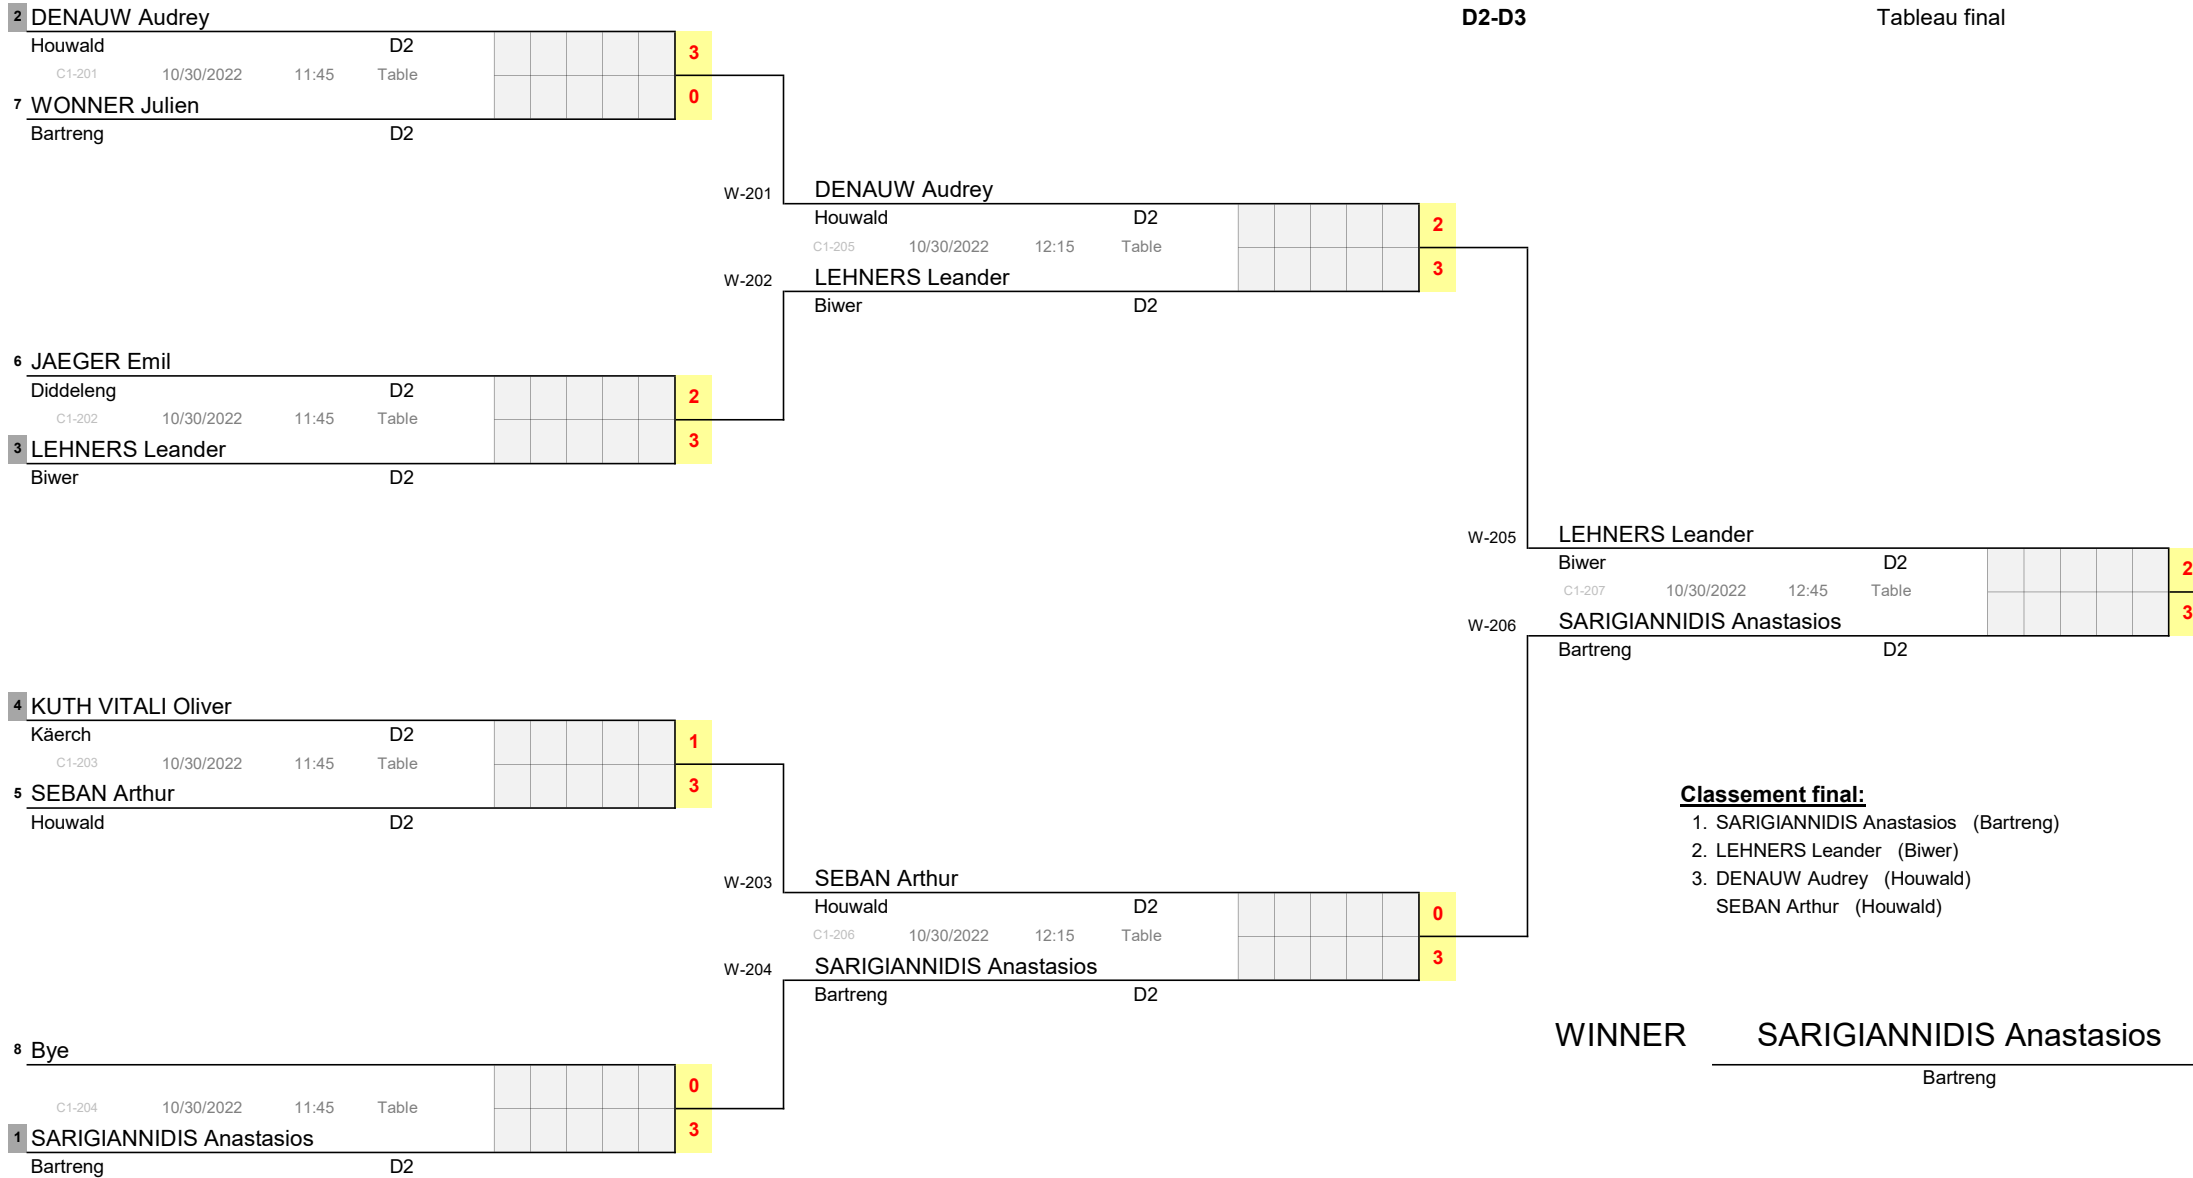 D2-D3 Tableau final
2 DENAUW Audrey
Houwald D2
3
C1-201 10/30/2022 11:45 Table
7 WONNER Julien
0
Bartreng D2
W-201 DENAUW Audrey
Houwald D2
2
C1-205 10/30/2022 12:15 Table
W-202 LEHNERS Leander
3
Biwer D2
6 JAEGER Emil
Diddeleng D2
2
C1-202 10/30/2022 11:45 Table
3 LEHNERS Leander
3
Biwer D2
W-205 LEHNERS Leander
Biwer D2
2
C1-207 10/30/2022 12:45 Table
W-206 SARIGIANNIDIS Anastasios
3
Bartreng D2
4 KUTH VITALI Oliver
Käerch D2
1
C1-203 10/30/2022 11:45 Table
5 SEBAN Arthur
3
Houwald D2
Classement final:
1. SARIGIANNIDIS Anastasios (Bartreng)
2. LEHNERS Leander (Biwer)
3. DENAUW Audrey (Houwald)
SEBAN Arthur (Houwald)
W-203 SEBAN Arthur
Houwald D2
0
C1-206 10/30/2022 12:15 Table
W-204 SARIGIANNIDIS Anastasios
3
Bartreng D2
WINNER SARIGIANNIDIS Anastasios
Bartreng
8 Bye
0
C1-204 10/30/2022 11:45 Table
1 SARIGIANNIDIS Anastasios
3
Bartreng D2